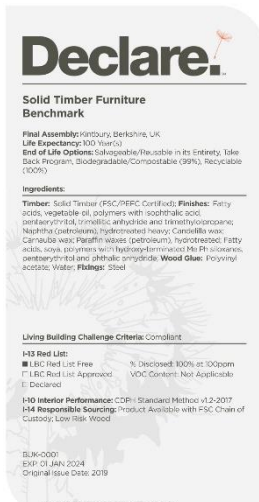 Declare.
Solid Timber Furniture
Benchmark
Final Assembly: Kintbury, Berkshire, UK
Life Expectancy: 100 Year(s)
End of Life Options: Salvageable/Reusable in its Entirety, Take
Back Program, Biodegradable/Compostable (99%), Recyclable
(100%)
Ingredients:
Timber: Solid Timber (FSC/PEFC Certified); Finishes: Fatty
acids, vegetable-oil, polymers with isophthalic acid,
pentaerythritol, trimellitic anhydride and trimethylolpropane;
Naphtha (petroleum), hydrotreated heavy; Candelilla wax;
Carnauba wax; Paraffin waxes (petroleum), hydrotreated; Fatty
acids, soya, polymers with hydroxy-terminated Me Ph siloxanes,
pentaerythritol and phthalic anhydride, Wood Glue: Polyvinyl
acetate; Water; Fixings: Steel
Living Building Challenge Criteria: Compliant
I-13 Red List:
LBC Red List Free % Disclosed: 100% at 100ppm
LBC Red List Approved VOC Content: Not Applicable
Declared
I-10 Interior Performance: CDPH Standard Method v1.2-2017
I-14 Responsible Sourcing: Product Available with FSC Chain of
Custody; Low Risk Wood
BUK-0001
EXP. 01 JAN 2024
Original Issue Date: 2019